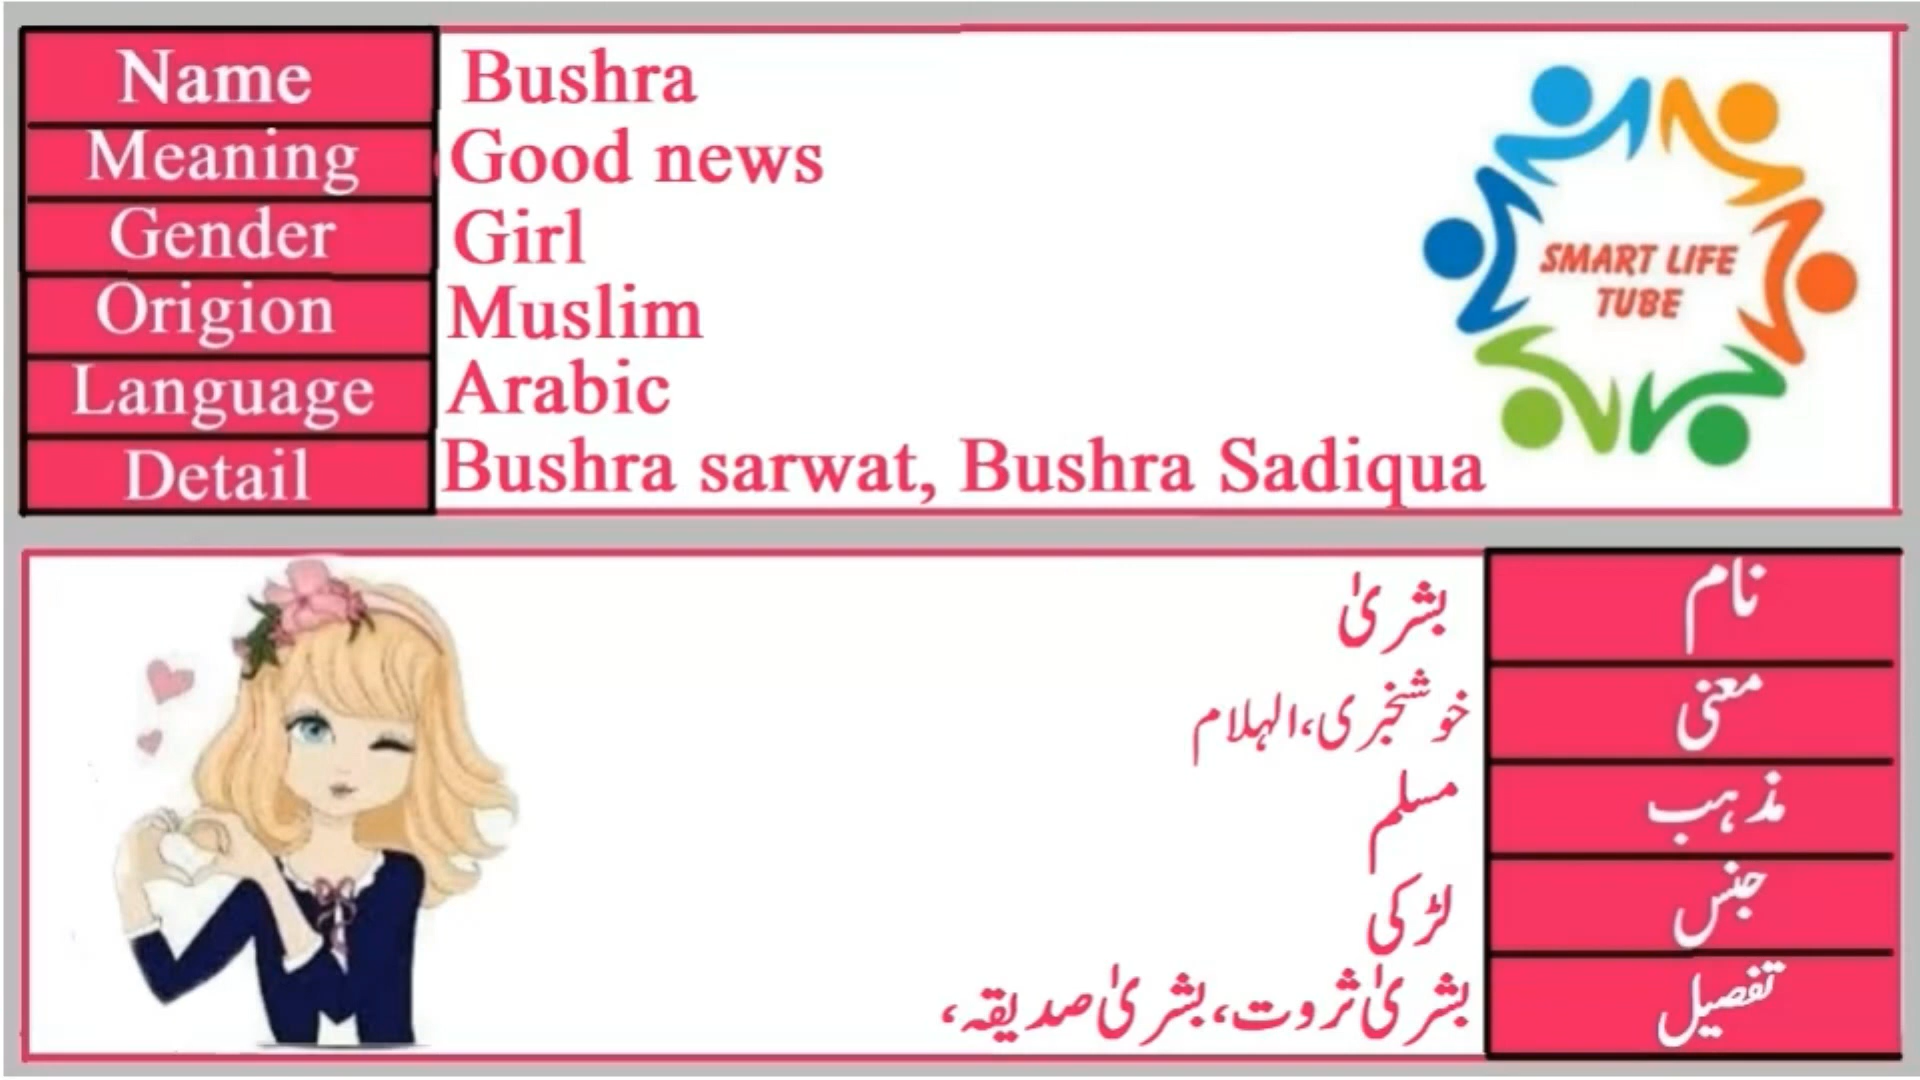 Name Bushra
Meaning Good news
Gender Girl
Origion Muslim
Language Arabic
Detail Bushra sarwat, Bushra Sadiqua
SMART LIFE
TUBE
نام بشریٰ
معنی خوشخبری،الہلام
مذہب مسلم
جنس لڑکی
تفصیل بشریٰ ثروت، بشریٰ صدیقہ،